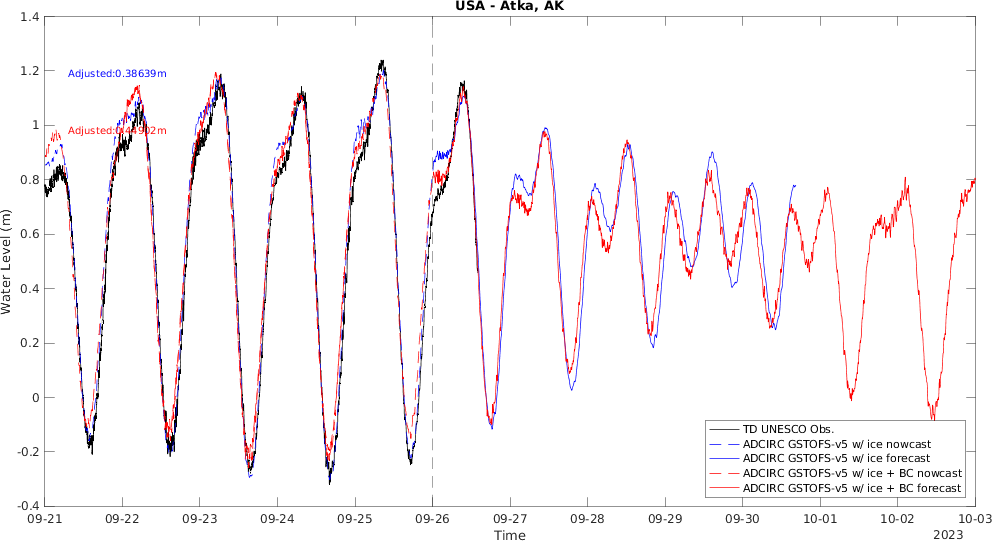 USA - Atka, AK
1.4
1.2
1
0.8
0.6
0.4
0.2
0
-0.2
-0.4
Water Level (m)
Adjusted:0.38639m
Adjusted:0.44902m
TD UNESCO Obs.
ADCIRC GSTOFS-v5 w/ ice nowcast
ADCIRC GSTOFS-v5 w/ ice forecast
ADCIRC GSTOFS-v5 w/ ice + BC nowcast
ADCIRC GSTOFS-v5 w/ ice + BC forecast
09-21 09-22 09-23 09-24 09-25 09-26 09-27 09-28 09-29 09-30 10-01 10-02 10-03
Time
2023